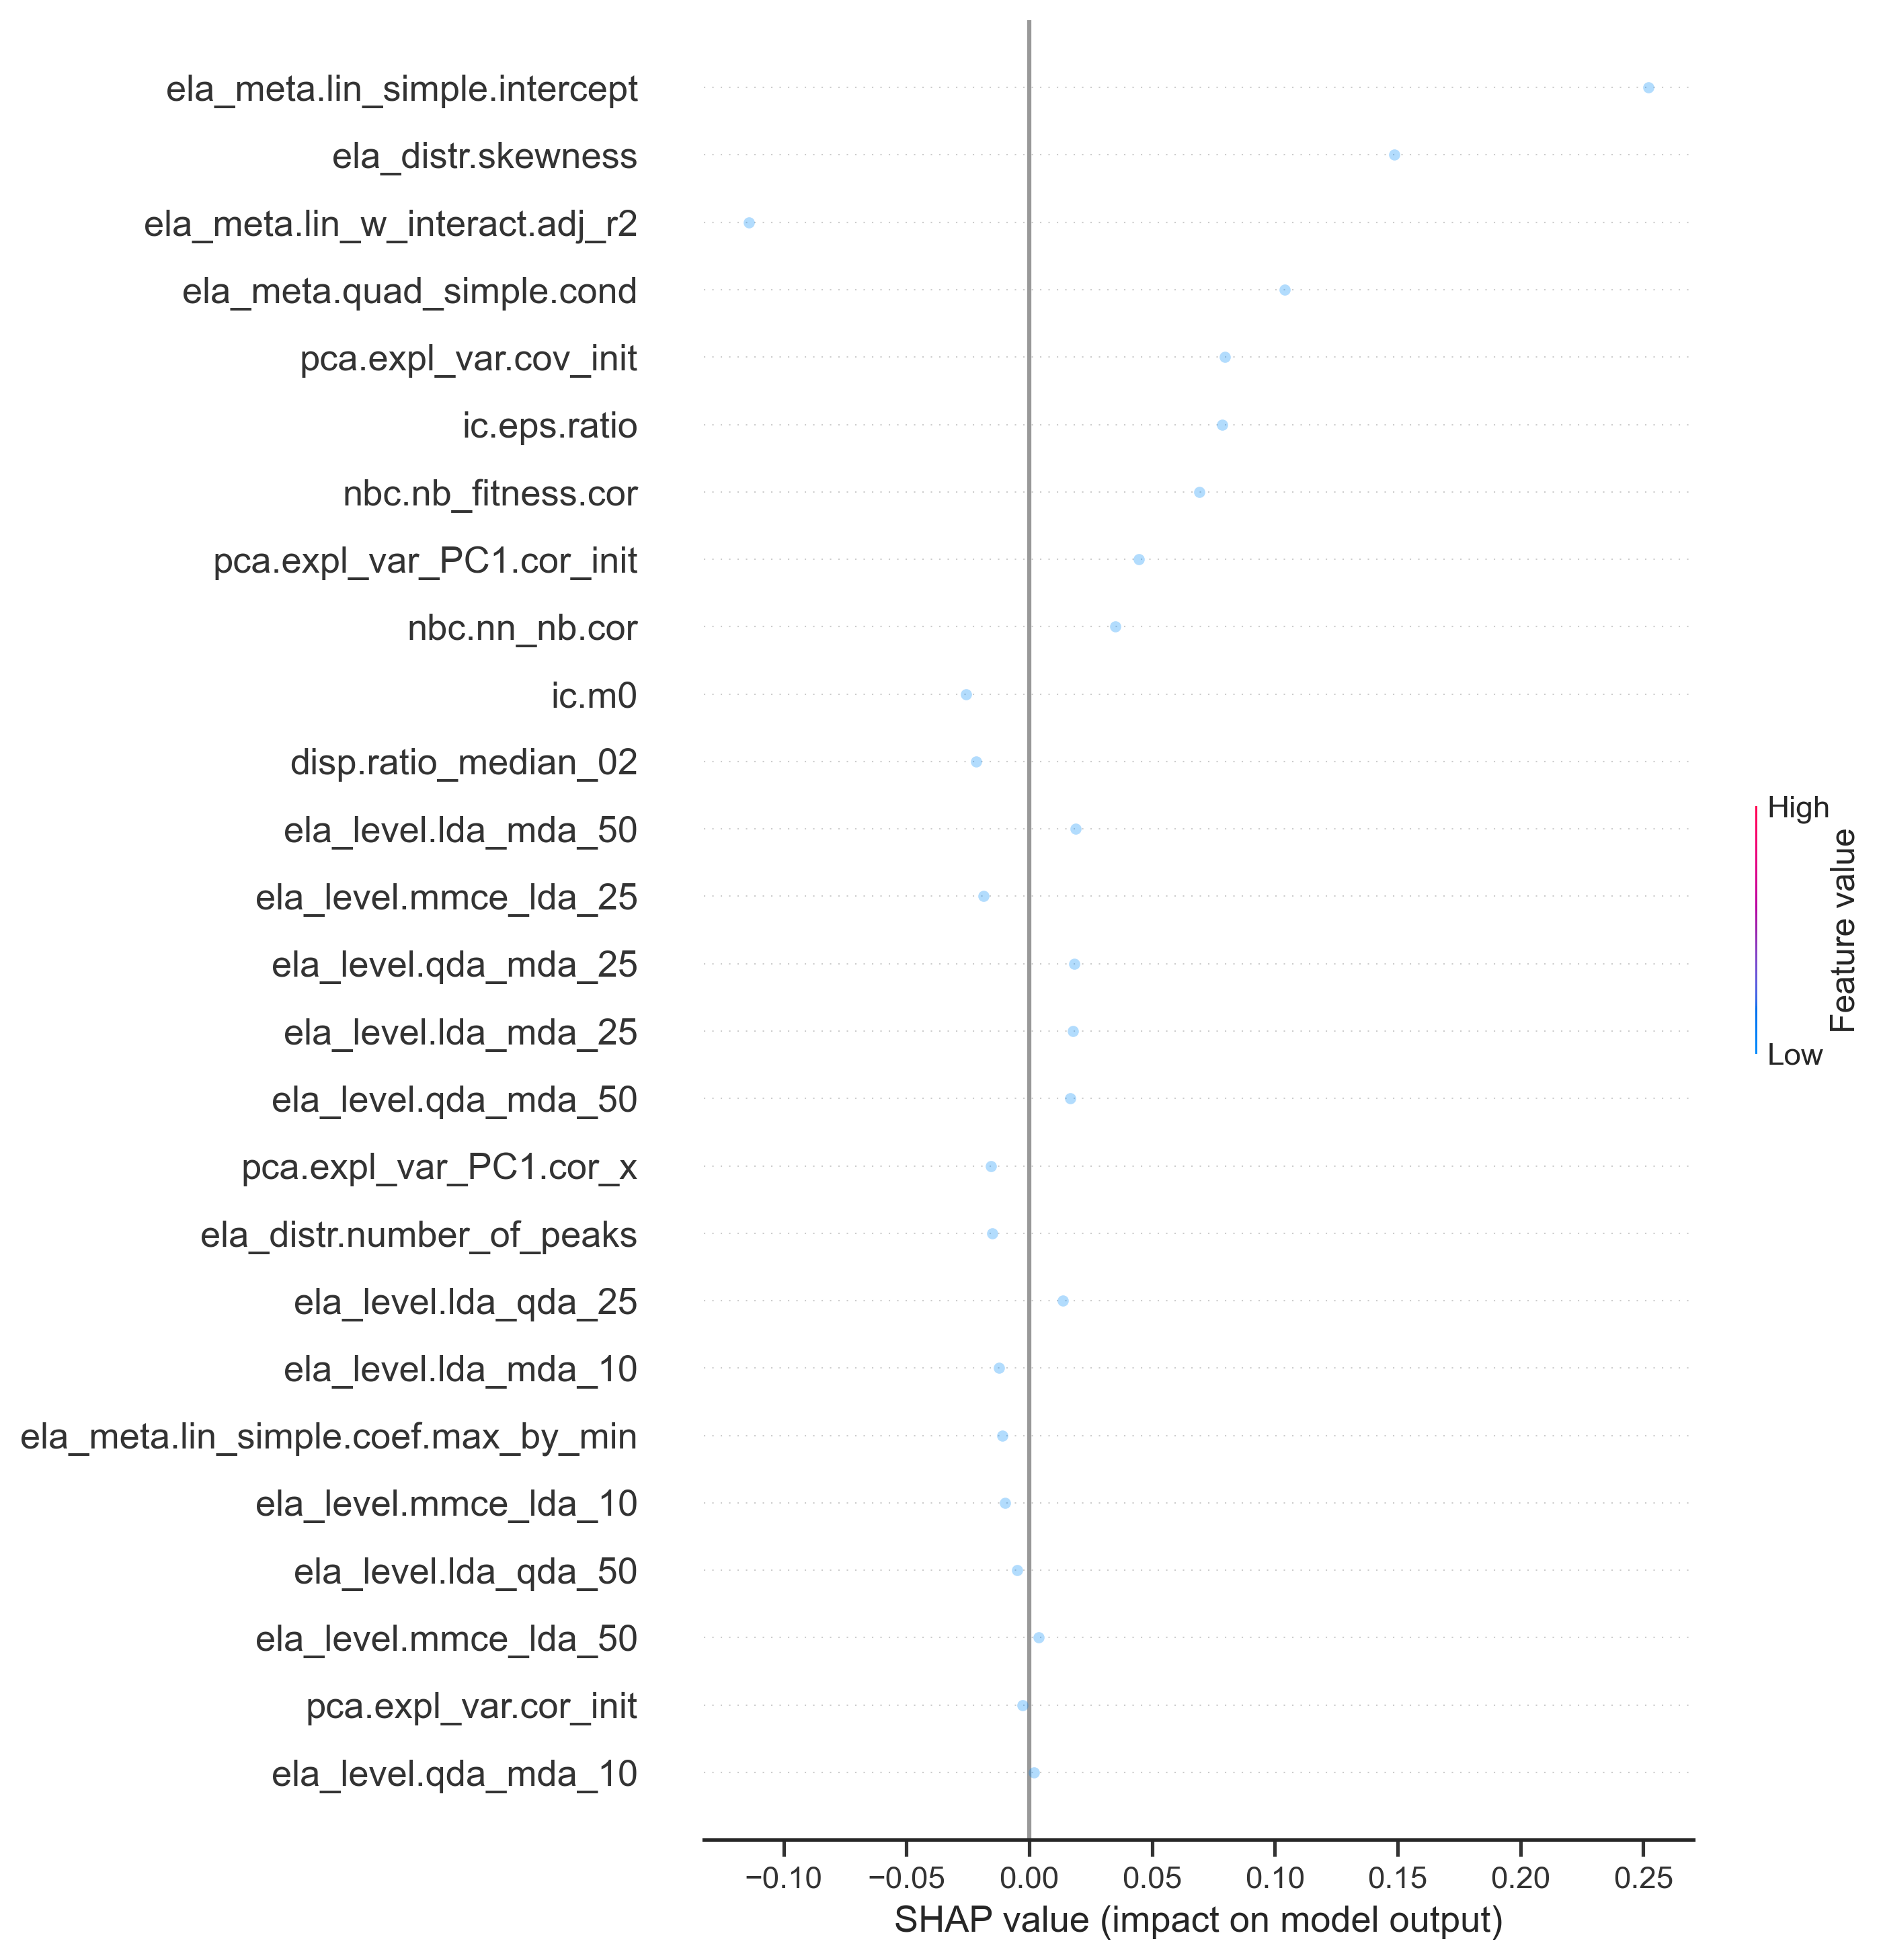 ela_meta.lin_simple.intercept
ela_distr.skewness
ela_meta.lin_w_interact.adj_r2
ela_meta.quad_simple.cond
pca.expl_var.cov_init
ic.eps.ratio
nbc.nb_fitness.cor
pca.expl_var_PC1.cor_init
nbc.nn_nb.cor
ic.m0
disp.ratio_median_02
ela_level.lda_mda_50
ela_level.mmce_lda_25
ela_level.qda_mda_25
ela_level.lda_mda_25
ela_level.qda_mda_50
pca.expl_var_PC1.cor_x
ela_distr.number_of_peaks
ela_level.lda_qda_25
ela_level.lda_mda_10
ela_meta.lin_simple.coef.max_by_min
ela_level.mmce_lda_10
ela_level.lda_qda_50
ela_level.mmce_lda_50
pca.expl_var.cor_init
ela_level.qda_mda_10
−0.10 −0.05 0.00 0.05 0.10 0.15 0.20 0.25
SHAP value (impact on model output)
High
Feature value
Low